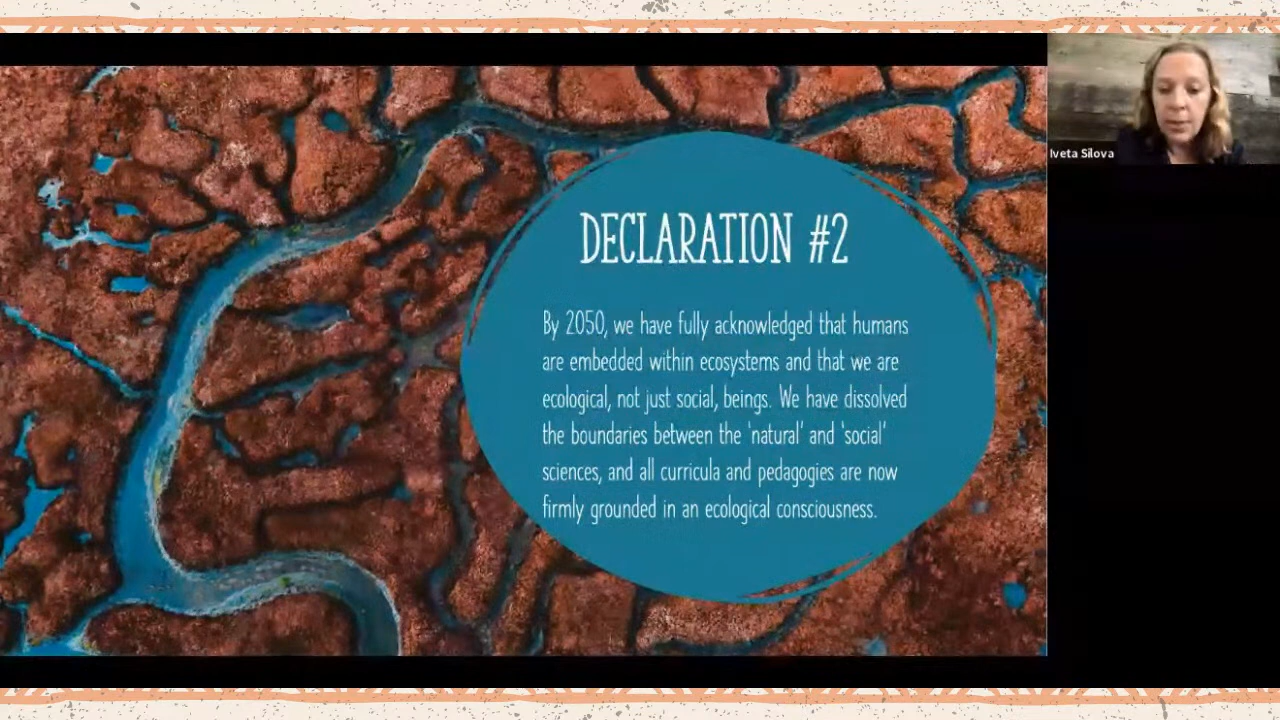 Iveta Silova
DECLARATION #2
By 2050, we have fully acknowledged that humans
are embedded within ecosystems and that we are
ecological, not just social, beings. We have dissolved
the boundaries between the 'natural' and 'social'
sciences, and all curricula and pedagogies are now
firmly grounded in an ecological consciousness.